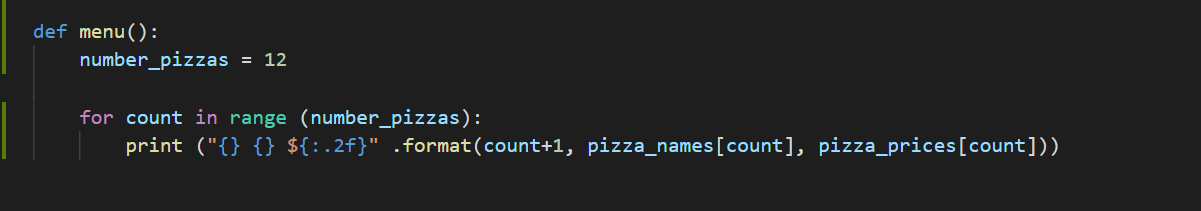 def menu():
    number_pizzas = 12
    for count in range (number_pizzas):
        print ("{} {} ${:.2f}" .format(count+1, pizza_names[count], pizza_prices[count]))